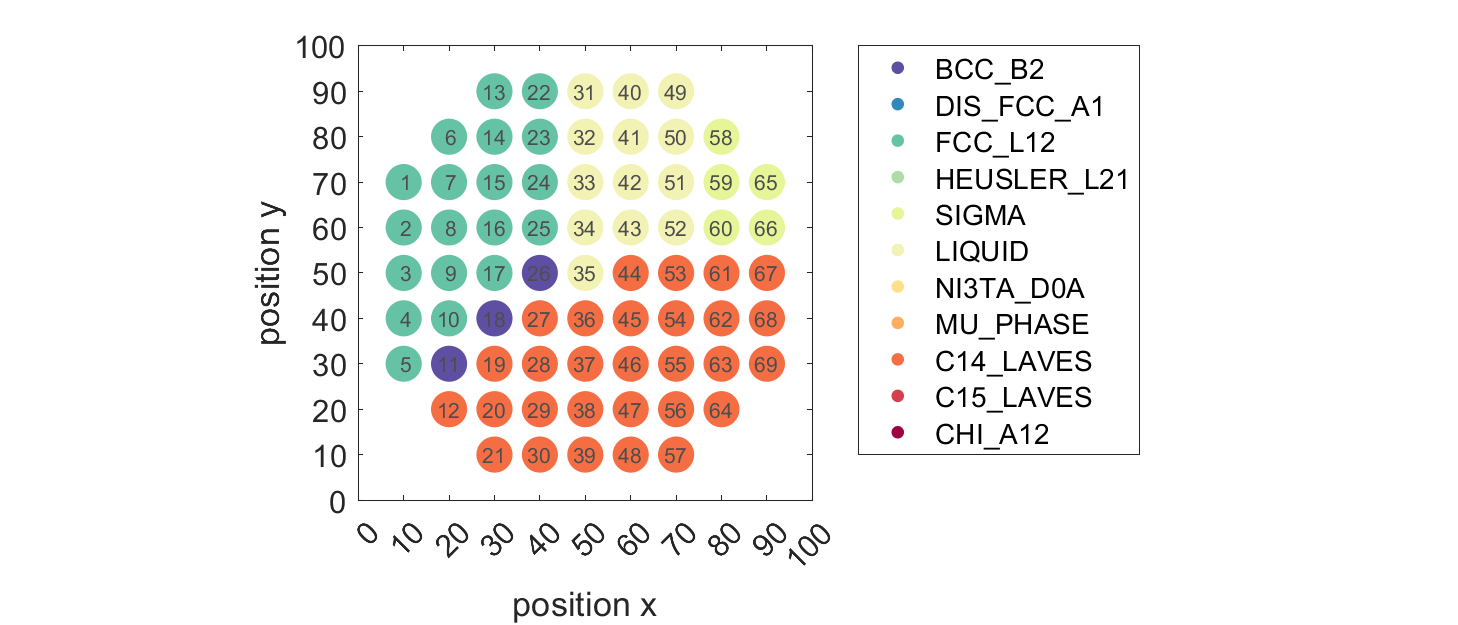 100
90
80
70
60
50
40
30
20
10
0
position y
13 22 31 40 49
6 14 23 32 41 50 58
1 7 15 24 33 42 51 59 65
2 8 16 25 34 43 52 60 66
3 9 17 26 35 44 53 61 67
4 10 18 27 36 45 54 62 68
5 11 19 28 37 46 55 63 69
12 20 29 38 47 56 64
21 30 39 48 57
0 10 20 30 40 50 60 70 80 90 100
position x
BCC_B2
DIS_FCC_A1
FCC_L12
HEUSLER_L21
SIGMA
LIQUID
NI3TA_D0A
MU_PHASE
C14_LAVES
C15_LAVES
CHI_A12